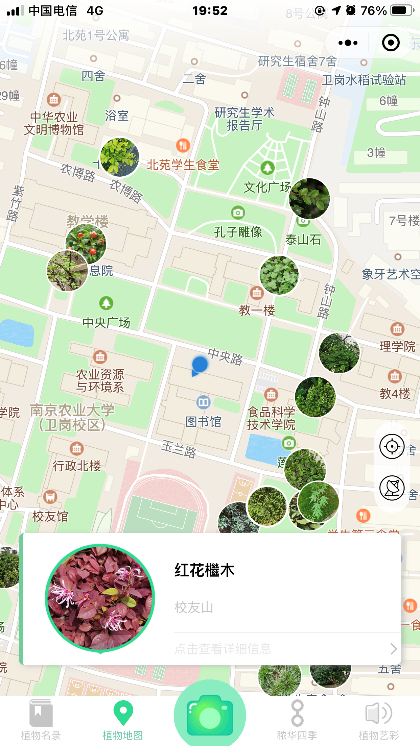 中国电信 4G
19:52
76%
8号公寓
北苑1号公寓
四舍
二舍
研究生宿舍7舍
卫岗水稻试验站
6幢
29幢
中华农业
文明博物馆
浴室
研究生学术
报告厅
钟山路
6幢
3幢
北苑学生食堂
农博路
农博路
文化广场
紫竹路
教学楼
孔子雕像
泰山石
7号楼
息院
象牙艺术空
教一楼
钟山路
中央广场
中央路
理学院
农业资源
与环境系
教4楼
南京农业大学
（卫岗校区）
图书馆
食品科学
技术学院
学院
玉兰路
行政北楼
体系
中心
校友馆
红花檵木
校友山
点击查看详细信息
五舍
植物名录
植物地图
眎华四季
植物艺彩